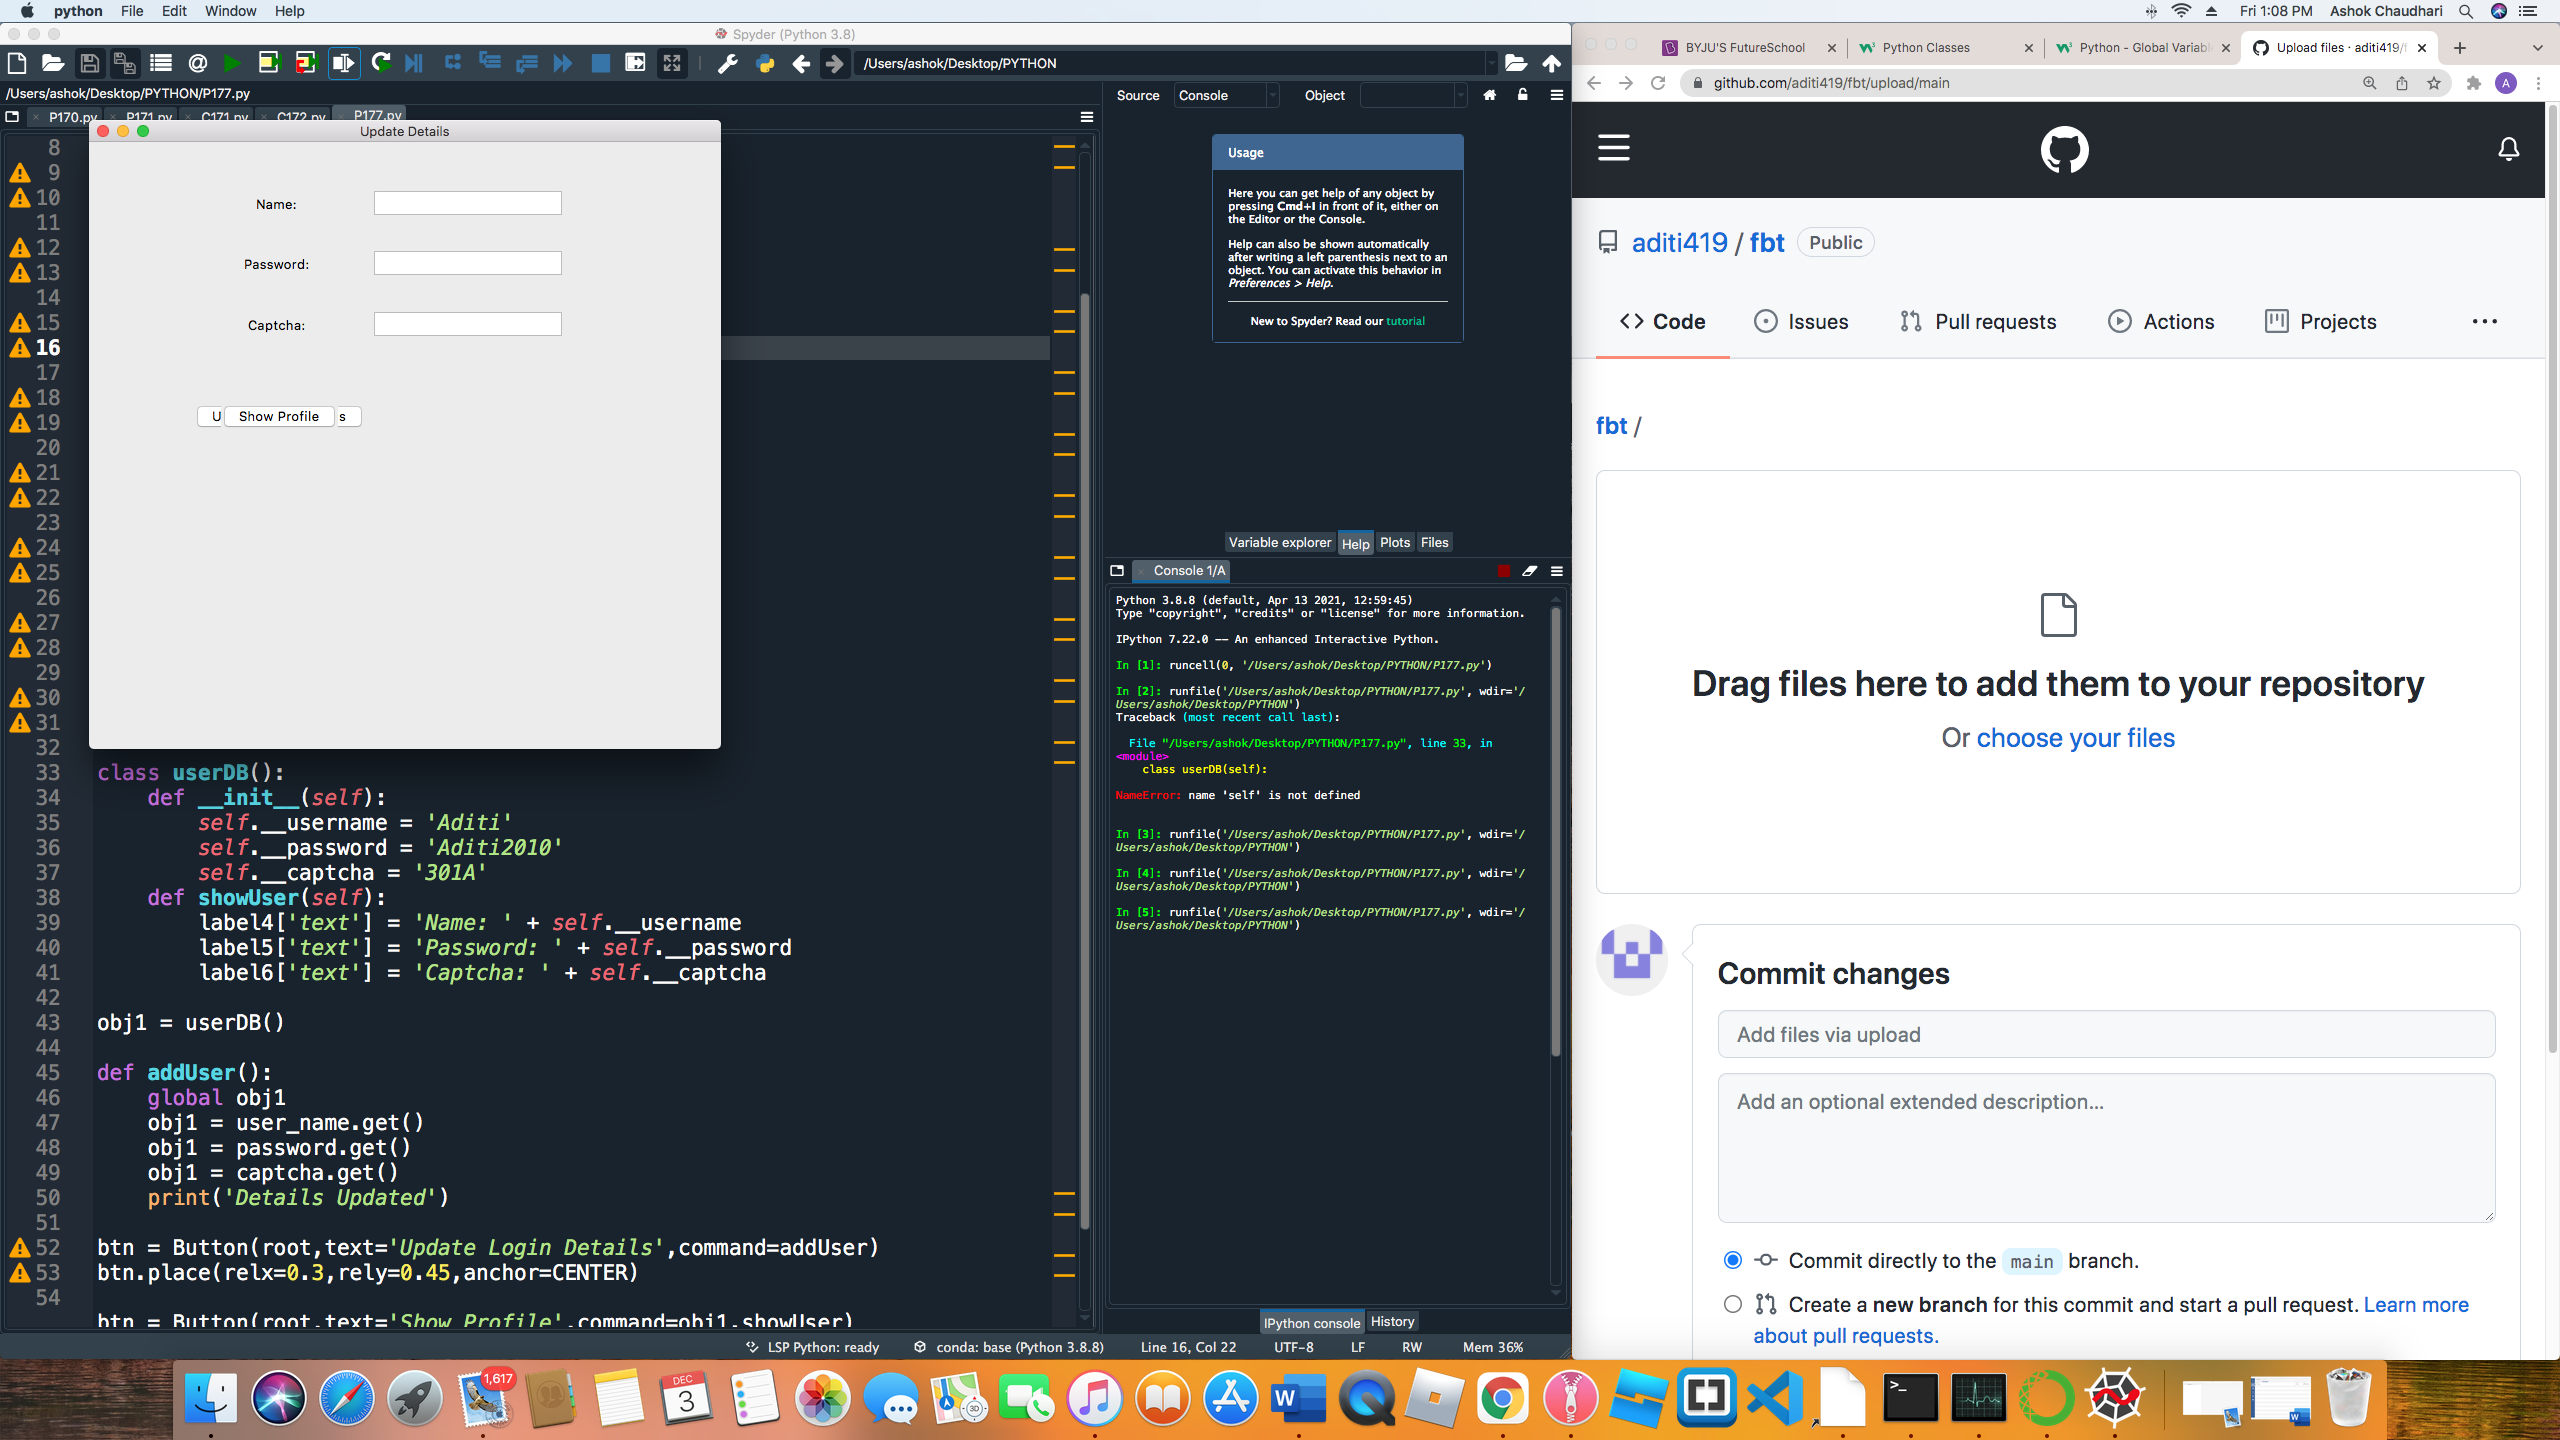 python File Edit Window Help
Fri 1:08 PM Ashok Chaudhari
Spyder (Python 3.8)
/Users/ashok/Desktop/PYTHON
/Users/ashok/Desktop/PYTHON/P177.py
P170.py P171.py C171.py C172.py P177.py
Update Details
Name:
Password:
Captcha:
U Show Profile s
8
9
10
11
12
13
14
15
16
17
18
19
20
21
22
23
24
25
26
27
28
29
30
31
32
33 class userDB():
34 def __init__(self):
35 self.__username = 'Aditi'
36 self.__password = 'Aditi2010'
37 self.__captcha = '301A'
38 def showUser(self):
39 label4['text'] = 'Name: ' + self.__username
40 label5['text'] = 'Password: ' + self.__password
41 label6['text'] = 'Captcha: ' + self.__captcha
42
43 obj1 = userDB()
44
45 def addUser():
46 global obj1
47 obj1 = user_name.get()
48 obj1 = password.get()
49 obj1 = captcha.get()
50 print('Details Updated')
51
52 btn = Button(root,text='Update Login Details',command=addUser)
53 btn.place(relx=0.3,rely=0.45,anchor=CENTER)
54
btn = Button(root,text='Show Profile',command=obj1.showUser)
Source Console Object
Usage
Here you can get help of any object by
pressing Cmd+I in front of it, either on
the Editor or the Console.
Help can also be shown automatically
after writing a left parenthesis next to an
object. You can activate this behavior in
Preferences > Help.
New to Spyder? Read our tutorial
Variable explorer Help Plots Files
Console 1/A
Python 3.8.8 (default, Apr 13 2021, 12:59:45)
Type "copyright", "credits" or "license" for more information.
IPython 7.22.0 -- An enhanced Interactive Python.
In [1]: runcell(0, '/Users/ashok/Desktop/PYTHON/P177.py')
In [2]: runfile('/Users/ashok/Desktop/PYTHON/P177.py', wdir='/
Users/ashok/Desktop/PYTHON')
Traceback (most recent call last):
File "/Users/ashok/Desktop/PYTHON/P177.py", line 33, in
<module>
class userDB(self):
NameError: name 'self' is not defined
In [3]: runfile('/Users/ashok/Desktop/PYTHON/P177.py', wdir='/
Users/ashok/Desktop/PYTHON')
In [4]: runfile('/Users/ashok/Desktop/PYTHON/P177.py', wdir='/
Users/ashok/Desktop/PYTHON')
In [5]: runfile('/Users/ashok/Desktop/PYTHON/P177.py', wdir='/
Users/ashok/Desktop/PYTHON')
IPython console History
LSP Python: ready conda: base (Python 3.8.8) Line 16, Col 22 UTF-8 LF RW Mem 36%
BYJU'S FutureSchool Python Classes Python - Global Variabl Upload files · aditi419/f
github.com/aditi419/fbt/upload/main
A
aditi419 / fbt Public
Code Issues Pull requests Actions Projects
fbt /
Drag files here to add them to your repository
Or choose your files
Commit changes
Add files via upload
Add an optional extended description...
Commit directly to the main branch.
Create a new branch for this commit and start a pull request. Learn more
about pull requests.
1,617
DEC
3
3D
W
>_
W